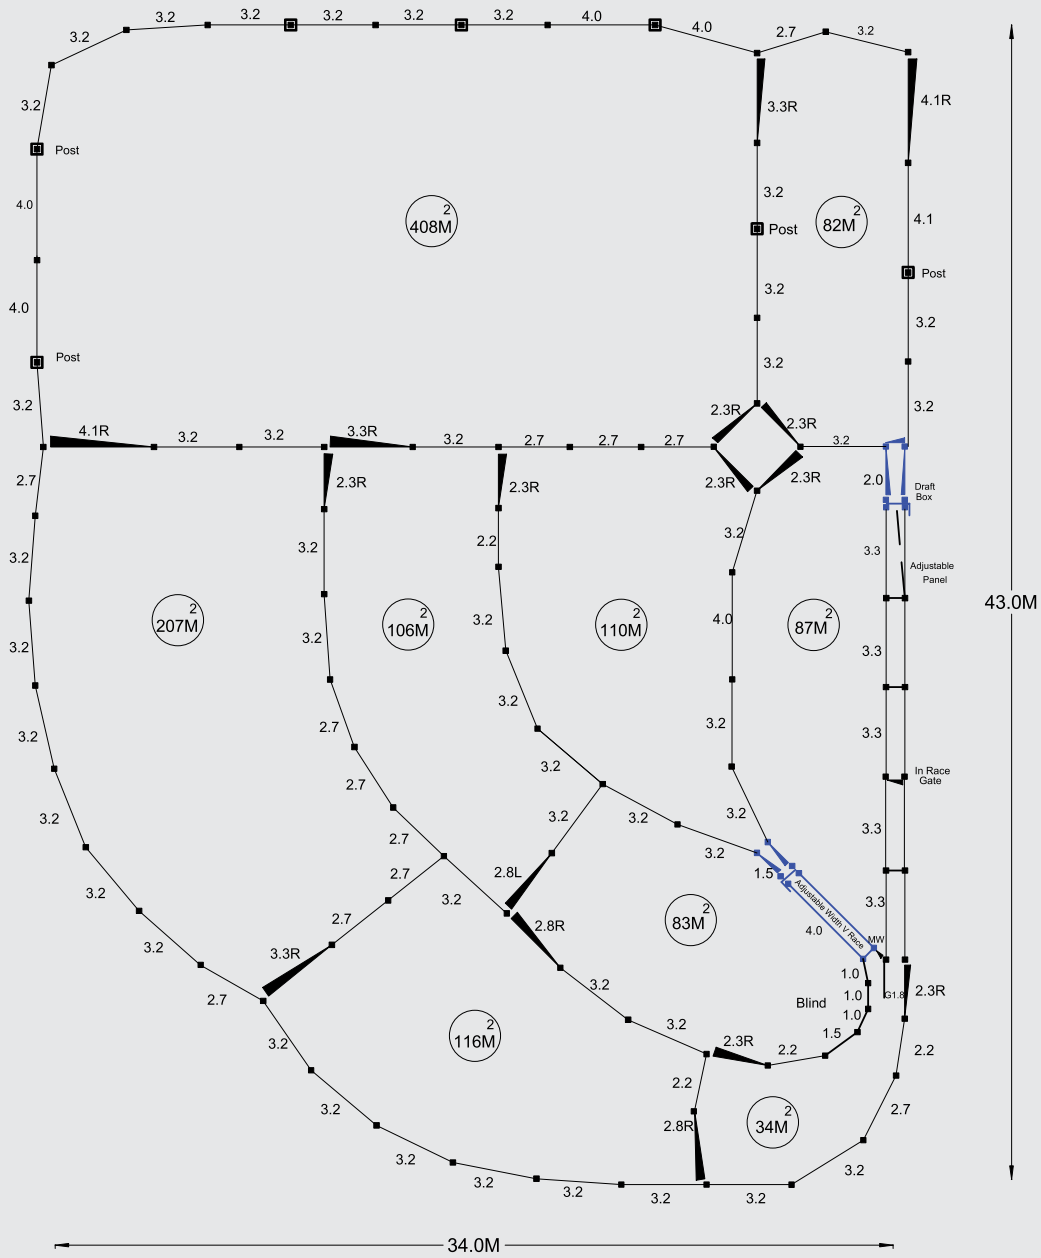 3.2
3.2
3.2
3.2
3.2
4.0
4.0
2.7
3.2
3.2
3.2
3.3R
4.1R
Post
3.2
4.0
408M2
82M2
4.1
Post
Post
4.0
3.2
3.2
Post
3.2
3.2
2.3R
2.3R
3.2
4.1R
3.2
3.2
3.3R
3.2
2.7
2.7
2.7
3.2
2.7
2.3R
2.3R
2.3R
2.3R
2.0
Draft
Box
3.2
3.2
2.2
3.2
3.3
Adjustable
Panel
43.0M
207M2
106M2
110M2
87M2
3.2
3.2
3.2
4.0
3.3
3.2
2.7
3.2
3.2
3.3
In Race
Gate
3.2
2.7
3.2
3.2
3.2
3.2
3.3
2.7
3.2
3.2
2.7
2.8L
1.5
Adjustable Width V Race
3.2
3.2
3.3
2.7
2.8R
83M2
4.0
MW
3.2
3.3R
2.7
3.2
1.0
1.0
1.0
G1.8
2.3R
Blind
3.2
116M2
3.2
2.3R
2.2
1.5
2.2
3.2
2.2
2.7
34M2
2.8R
3.2
3.2
3.2
3.2
3.2
3.2
3.2
34.0M